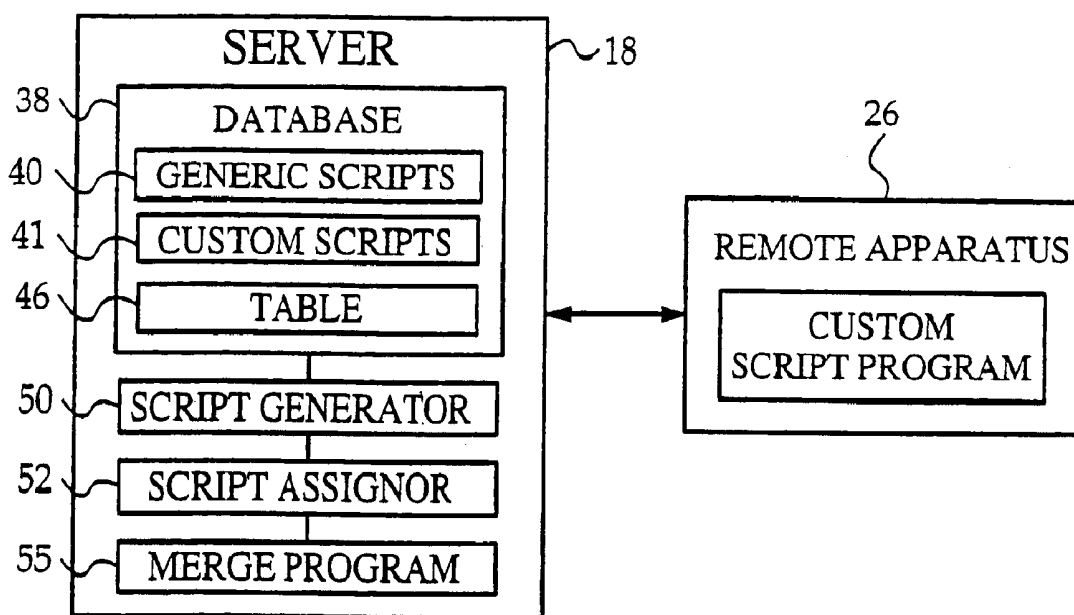 SERVER
18
38
DATABASE
40
GENERIC SCRIPTS
41
CUSTOM SCRIPTS
46
TABLE
50
SCRIPT GENERATOR
52
SCRIPT ASSIGNOR
55
MERGE PROGRAM
26
REMOTE APPARATUS
CUSTOM
SCRIPT PROGRAM